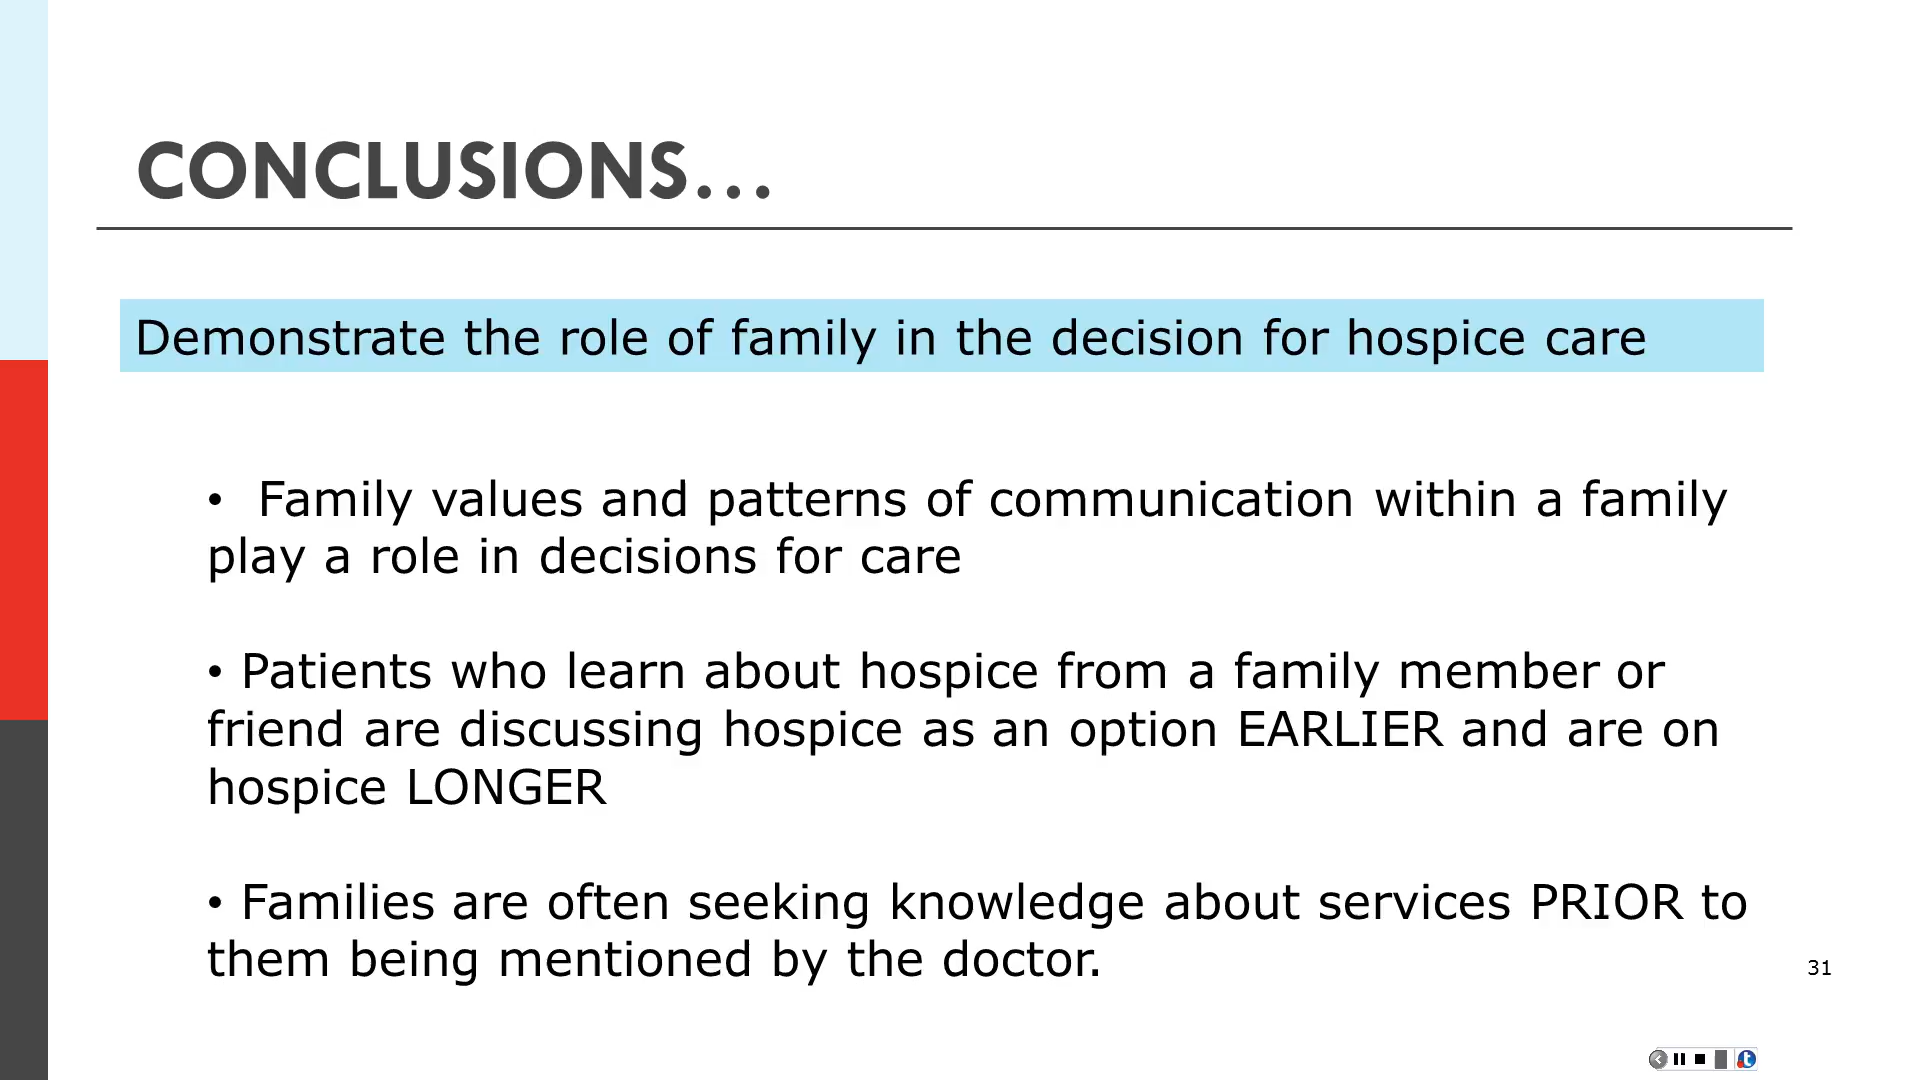 CONCLUSIONS...
Demonstrate the role of family in the decision for hospice care
• Family values and patterns of communication within a family
play a role in decisions for care
• Patients who learn about hospice from a family member or
friend are discussing hospice as an option EARLIER and are on
hospice LONGER
• Families are often seeking knowledge about services PRIOR to
them being mentioned by the doctor.
31
t